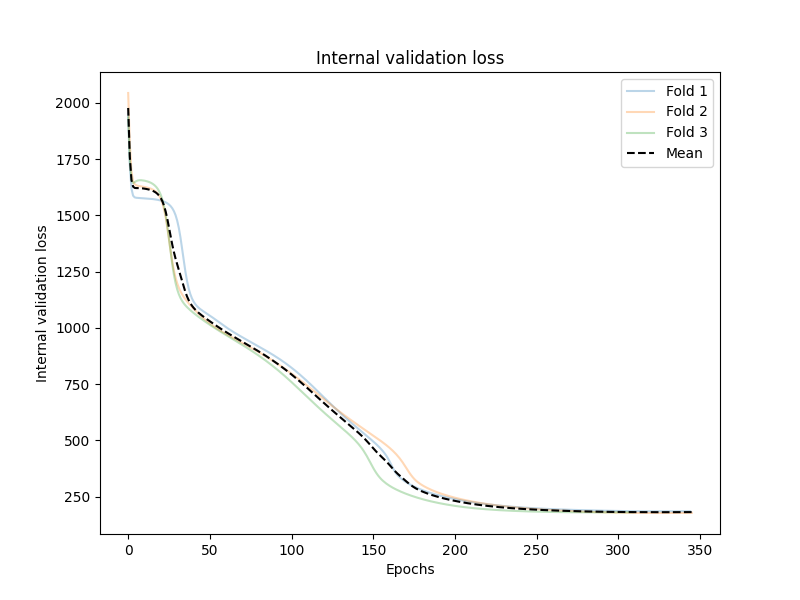 Internal validation loss
Fold 1
Fold 2
Fold 3
Mean
Internal validation loss
2000
1750
1500
1250
1000
750
500
250
0
50
100
150
200
250
300
350
Epochs